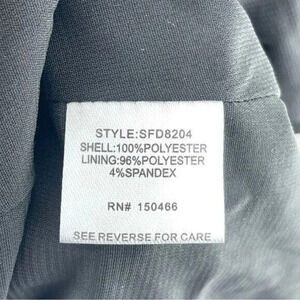 STYLE:SFD8204
SHELL:100%POLYESTER
LINING:96%POLYESTER
4%SPANDEX
RN# 150466
SEE REVERSE FOR CARE